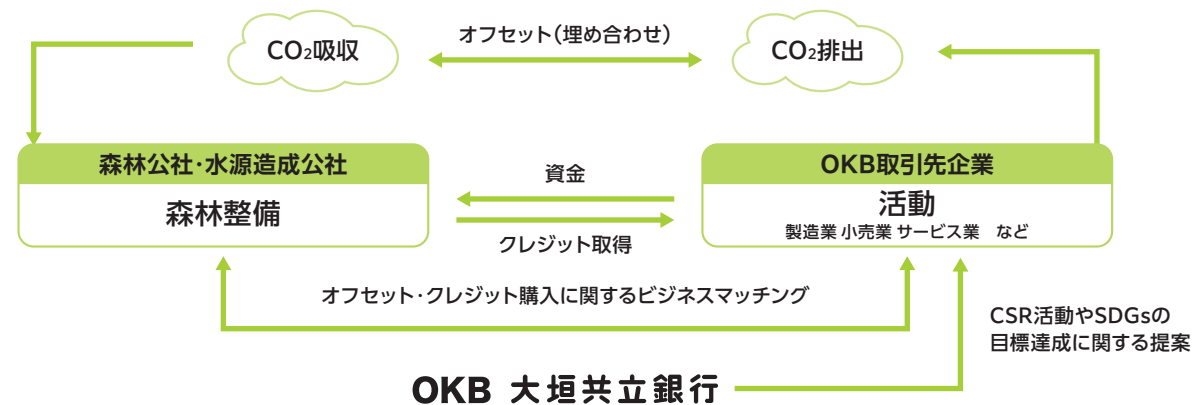 CO₂吸収
オフセット（埋め合わせ）
CO₂排出
森林公社・水源造成公社
森林整備
資金
クレジット取得
OKB取引先企業
活動
製造業 小売業 サービス業　など
オフセット・クレジット購入に関するビジネスマッチング
CSR活動やSDGsの
目標達成に関する提案
OKB 大垣共立銀行